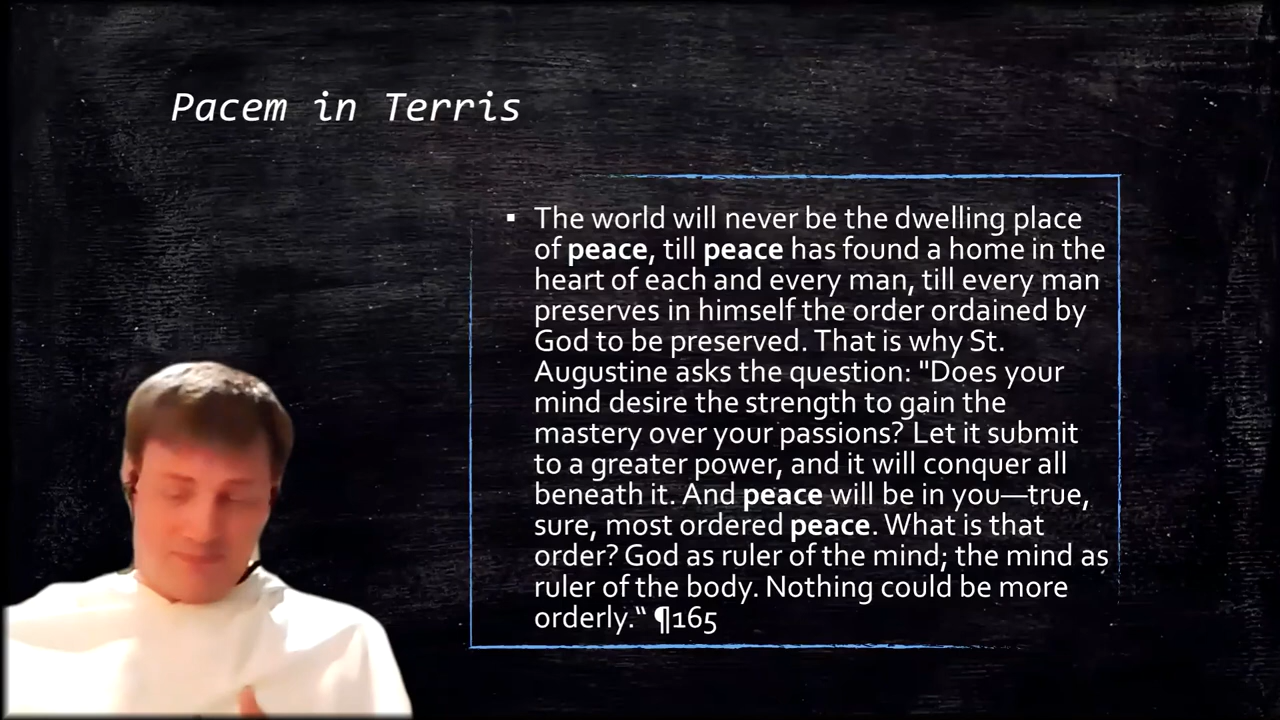 Pacem in Terris
▪ The world will never be the dwelling place
of peace, till peace has found a home in the
heart of each and every man, till every man
preserves in himself the order ordained by
God to be preserved. That is why St.
Augustine asks the question: "Does your
mind desire the strength to gain the
mastery over your passions? Let it submit
to a greater power, and it will conquer all
beneath it. And peace will be in you—true,
sure, most ordered peace. What is that
order? God as ruler of the mind; the mind as
ruler of the body. Nothing could be more
orderly.“ ¶165